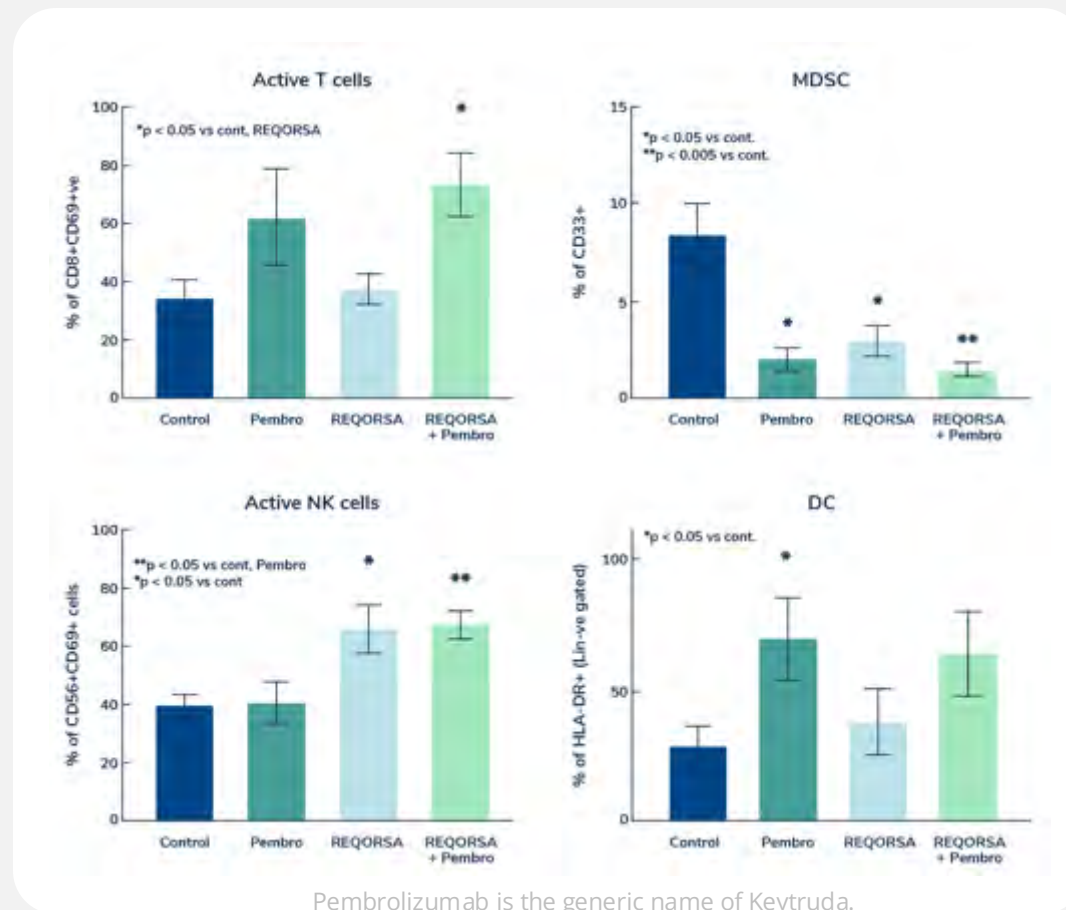 Active T cells
*p < 0.05 vs cont, REQORSA
% of CD8+CD69+ve
100
80
60
40
20
0
*
Control
Pembro
REQORSA
REQORSA
+ Pembro
MDSC
*p < 0.05 vs cont.
**p < 0.005 vs cont.
% of CD33+
15
10
5
0
*
*
**
Control
Pembro
REQORSA
REQORSA
+ Pembro
Active NK cells
**p < 0.05 vs cont, Pembro
*p < 0.05 vs cont
% of CD56+CD69+ cells
100
80
60
40
20
0
*
**
Control
Pembro
REQORSA
REQORSA
+ Pembro
DC
*p < 0.05 vs cont.
% of HLA-DR+ (Lin-ve gated)
100
50
0
*
Control
Pembro
REQORSA
REQORSA
+ Pembro
Pembrolizumab is the generic name of Keytruda.